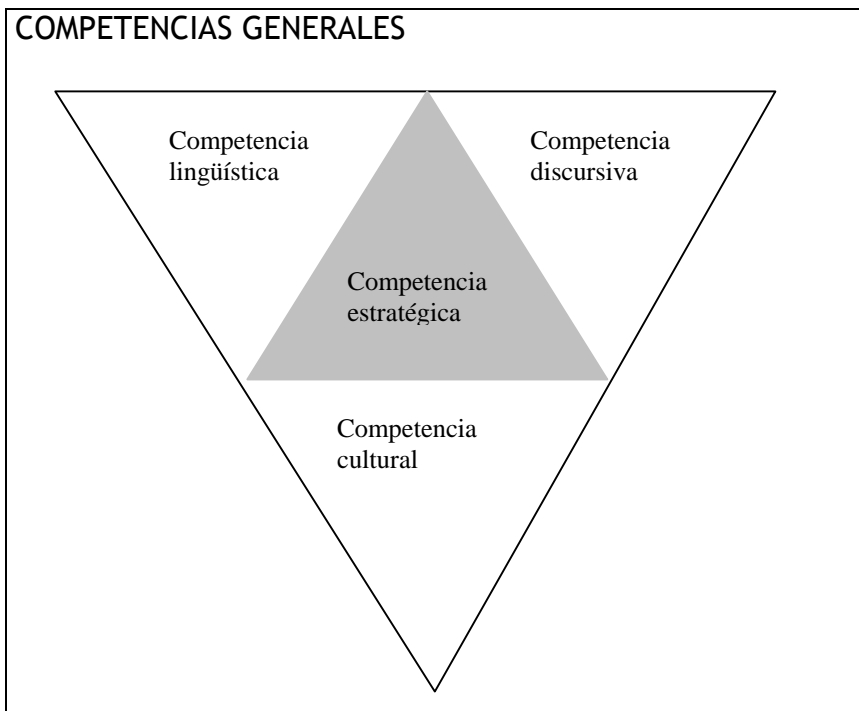 COMPETENCIAS GENERALES
Competencia
lingüística
Competencia
discursiva
Competencia
estratégica
Competencia
cultural